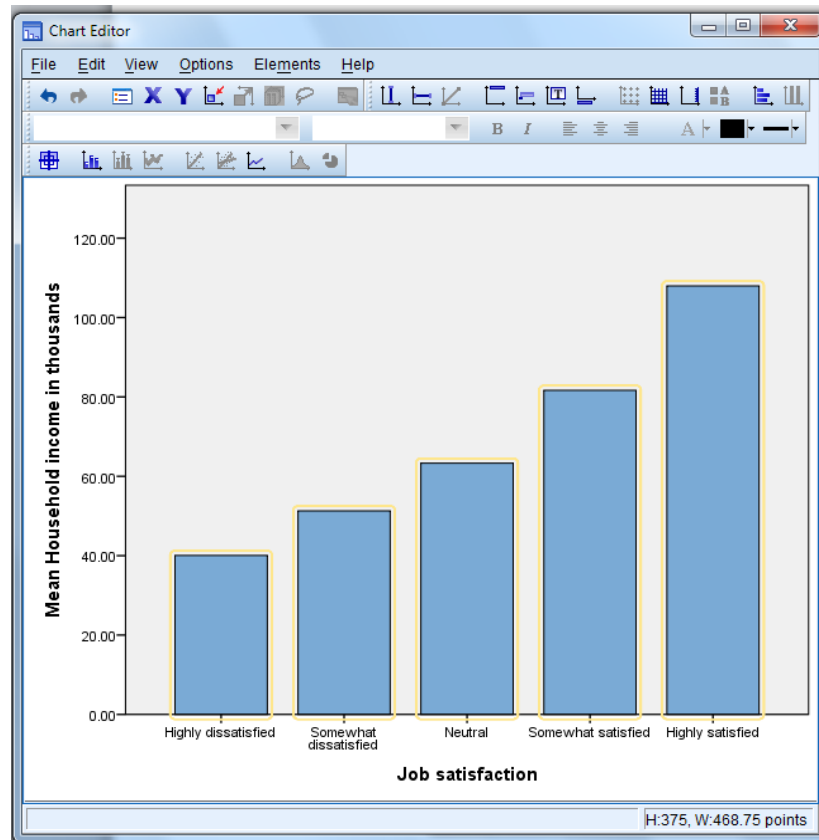 Chart Editor
File Edit View Options Elements Help
X Y
B I A
120.00
100.00
80.00
60.00
40.00
20.00
0.00
Mean Household income in thousands
Highly dissatisfied
Somewhat
dissatisfied
Neutral
Somewhat satisfied
Highly satisfied
Job satisfaction
H:375, W:468.75 points